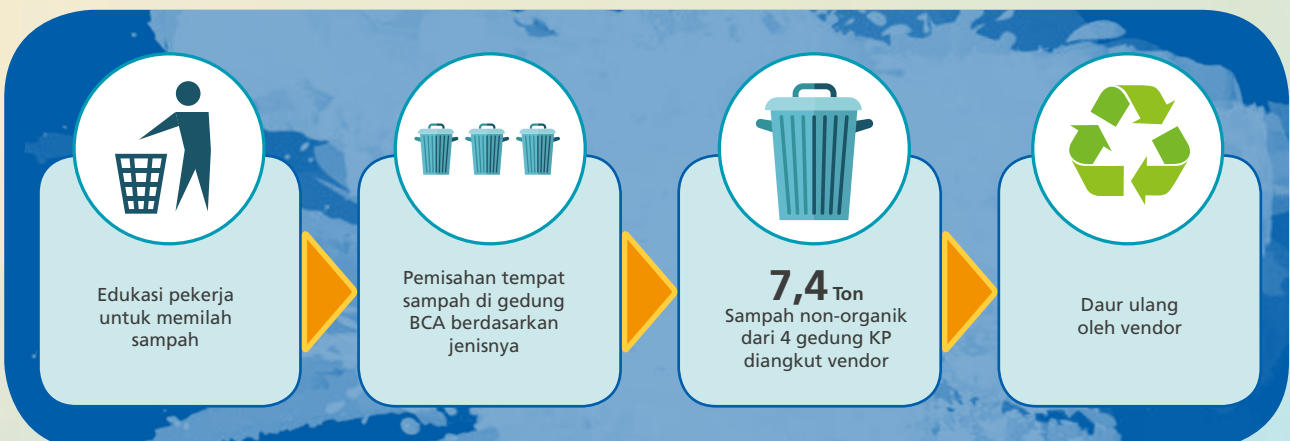 Edukasi pekerja
untuk memilah
sampah
Pemisahan tempat
sampah di gedung
BCA berdasarkan
jenisnya
7,4 Ton
Sampah non-organik
dari 4 gedung KP
diangkut vendor
Daur ulang
oleh vendor